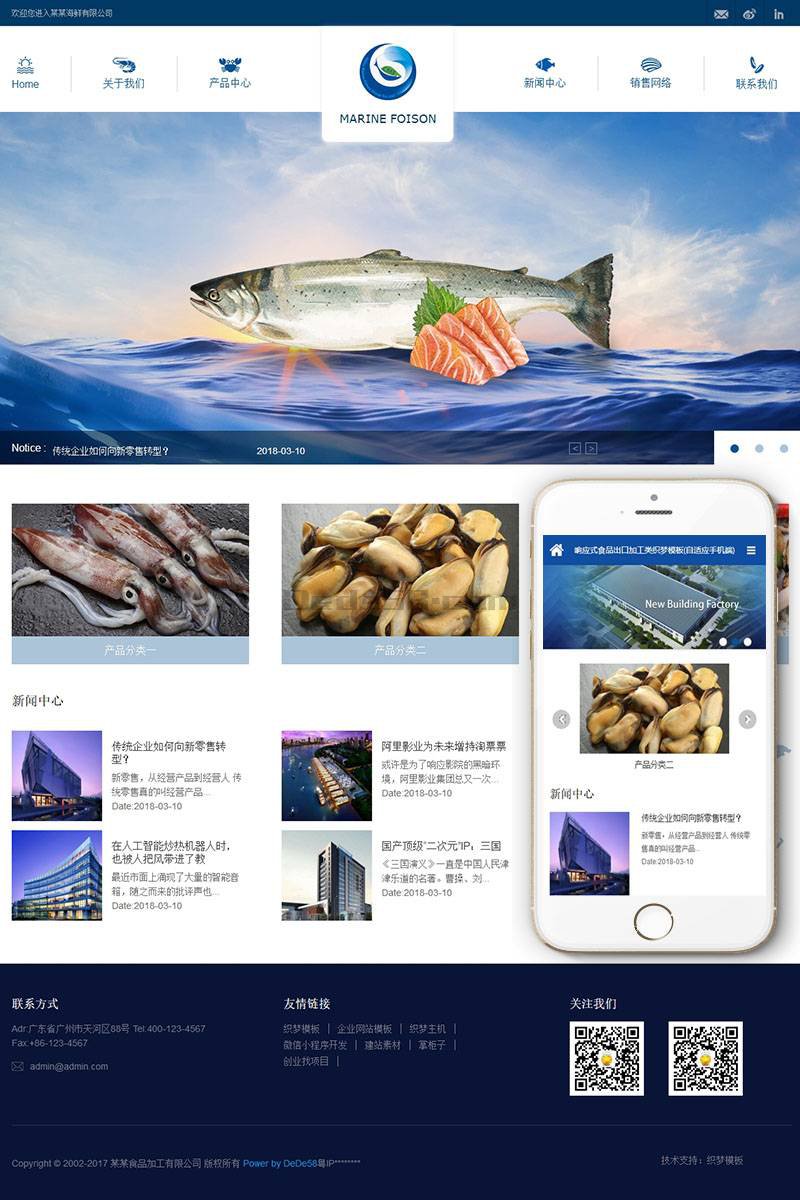 欢迎您进入某某海鲜有限公司
Home
关于我们
产品中心
MARINE FOISON
新闻中心
销售网络
联系我们
Notice :
传统企业如何向新零售转型?
2018-03-10
< >
产品分类一
产品分类二
Dede58.com
新闻中心
传统企业如何向新零售转
型?
新零售，从经营产品到经营人 传
统零售真的叫经营产品...
Date:2018-03-10
阿里影业为未来增持淘票票
或许是为了响应影院的黑暗环
境，阿里影业集团总又一次...
Date:2018-03-10
在人工智能炒热机器人时，
也被人把风带进了教
最近市面上涌现了大量的智能音
箱，随之而来的批评声也...
Date:2018-03-10
国产顶级"二次元"IP：三国
《三国演义》一直是中国人民津
津乐道的名著。曹操、刘...
Date:2018-03-10
响应式食品出口加工类织梦模板(自适应手机端)
New Building Factory
产品分类二
新闻中心
传统企业如何向新零售转型?
新零售，从经营产品到经营人 传统零
售真的叫经营产品...
Date:2018-03-10
联系方式
Adr:广东省广州市天河区88号 Tel:400-123-4567
Fax:+86-123-4567
admin@admin.com
友情链接
织梦模板 | 企业网站模板 | 织梦主机 |
微信小程序开发 | 建站素材 | 掌柜子 |
创业找项目 |
关注我们
Copyright © 2002-2017 某某食品加工有限公司 版权所有 Power by DeDe58粤IP********
技术支持：织梦模板